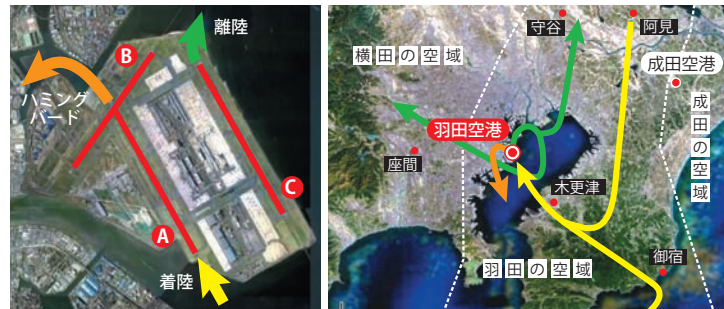 離陸
B
ハミング
バード
C
A
着陸
守谷
阿見
横田の空域
成田空港
羽田空港
成田の空域
座間
木更津
御宿
羽田の空域